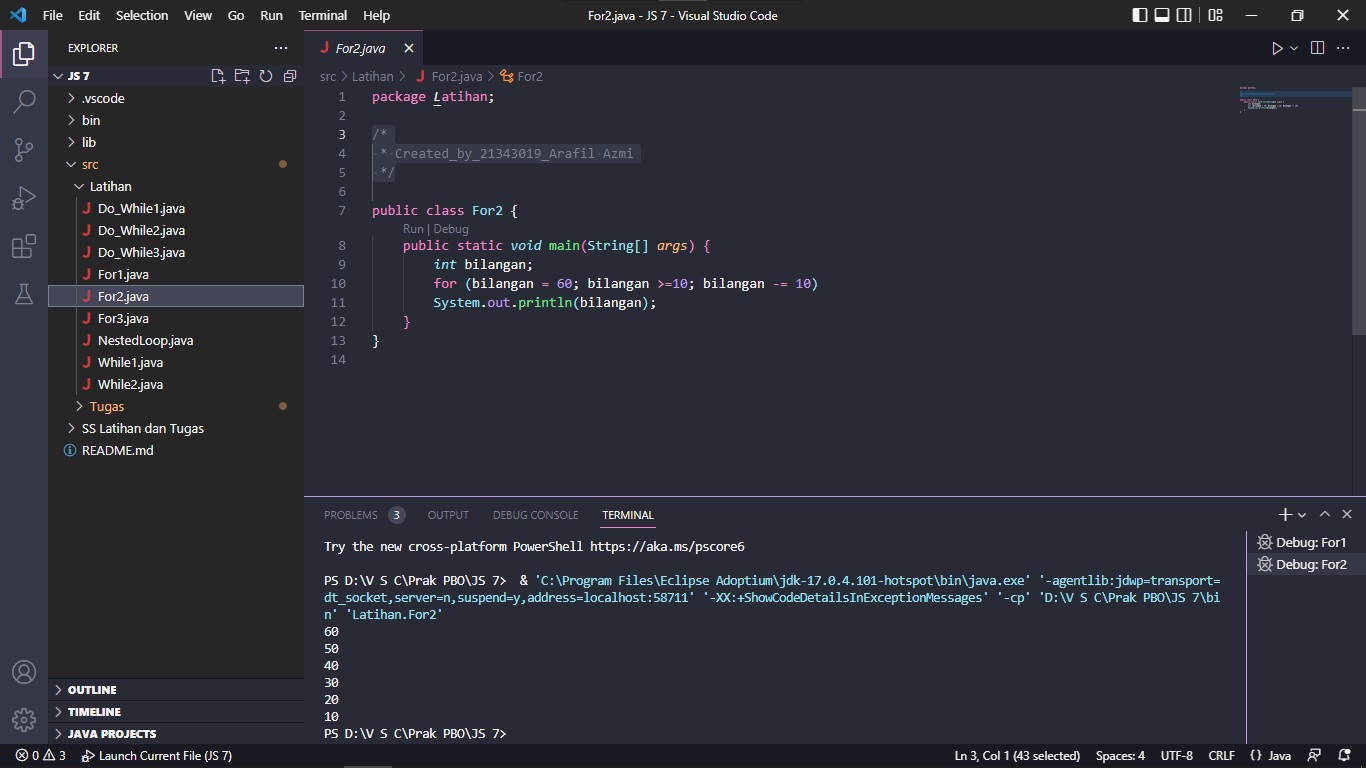 File Edit Selection View Go Run Terminal Help For2.java - JS 7 - Visual Studio Code
EXPLORER
JS 7
.vscode
bin
lib
src
Latihan
Do_While1.java
Do_While2.java
Do_While3.java
For1.java
For2.java
For3.java
NestedLoop.java
While1.java
While2.java
Tugas
SS Latihan dan Tugas
README.md
OUTLINE
TIMELINE
JAVA PROJECTS
For2.java
src > Latihan > For2.java > For2
1 package Latihan;
2
3 /*
4 * Created_by_21343019_Arafil Azmi
5 */
6
7 public class For2 {
Run | Debug
8 public static void main(String[] args) {
9 int bilangan;
10 for (bilangan = 60; bilangan >=10; bilangan -= 10)
11 System.out.println(bilangan);
12 }
13 }
14
PROBLEMS 3 OUTPUT DEBUG CONSOLE TERMINAL
Try the new cross-platform PowerShell https://aka.ms/pscore6
PS D:\V S C\Prak PBO\JS 7> & 'C:\Program Files\Eclipse Adoptium\jdk-17.0.4.101-hotspot\bin\java.exe' '-agentlib:jdwp=transport=
dt_socket,server=n,suspend=y,address=localhost:58711' '-XX:+ShowCodeDetailsInExceptionMessages' '-cp' 'D:\V S C\Prak PBO\JS 7\bi
n' 'Latihan.For2'
60
50
40
30
20
10
PS D:\V S C\Prak PBO\JS 7>
Debug: For1
Debug: For2
0 3 Launch Current File (JS 7) Ln 3, Col 1 (43 selected) Spaces: 4 UTF-8 CRLF {} Java